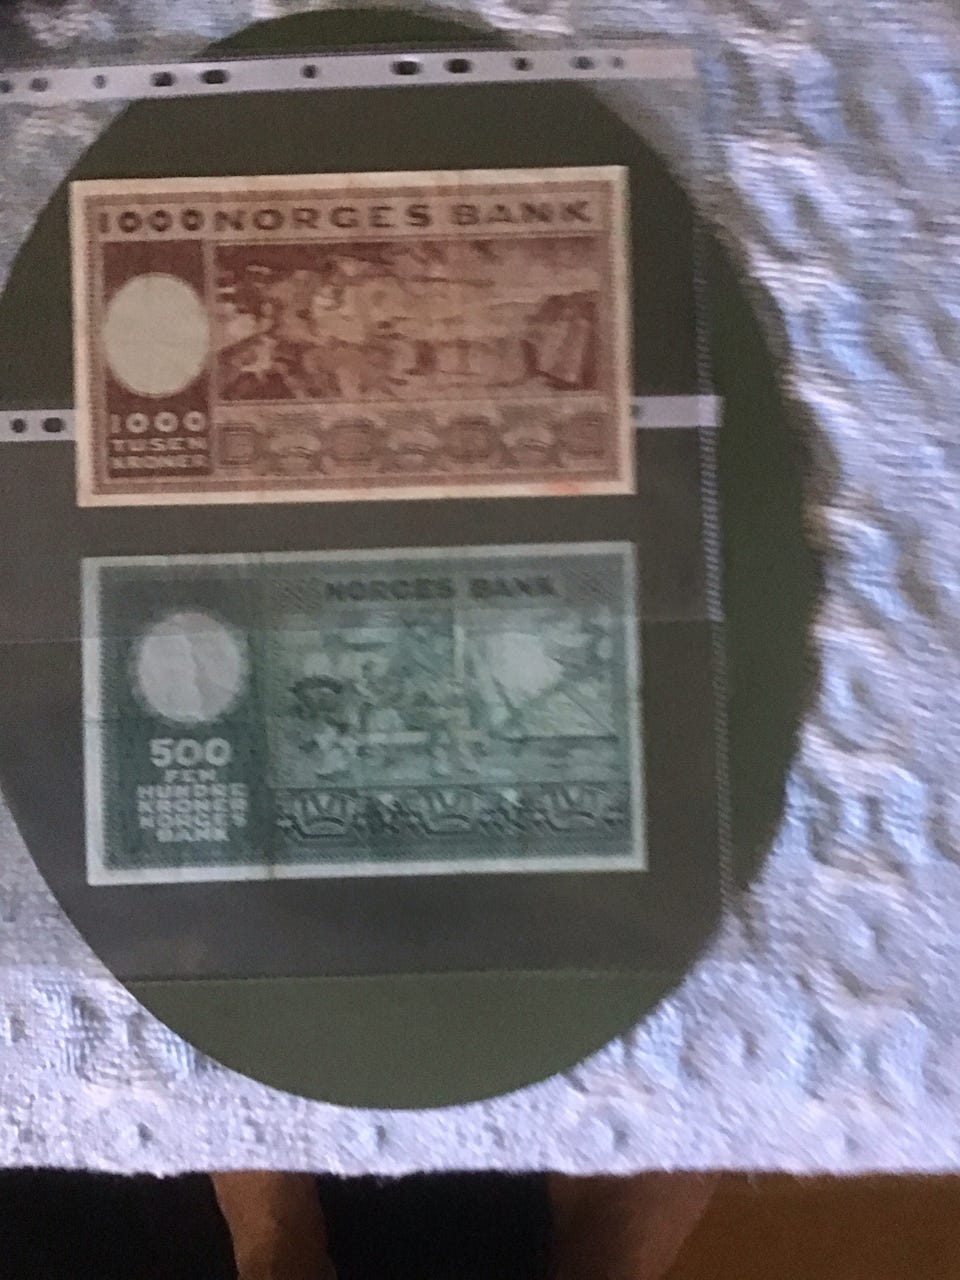 1000 NORGES BANK
1000
TUSEN
KRONER
NORGES BANK
500
FEM
HUNDRE
KRONER
NORGES
BANK